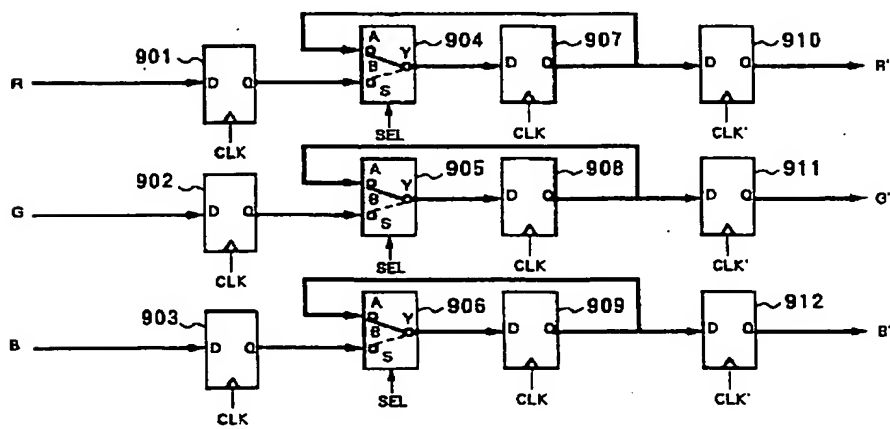 901 A Y 904 907 910
R D Q B S D Q D Q R'
CLK SEL CLK CLK'
902 A Y 905 908 911
G D Q B S D Q D Q G'
CLK SEL CLK CLK'
903 A Y 906 909 912
B D Q B S D Q D Q B'
CLK SEL CLK CLK'